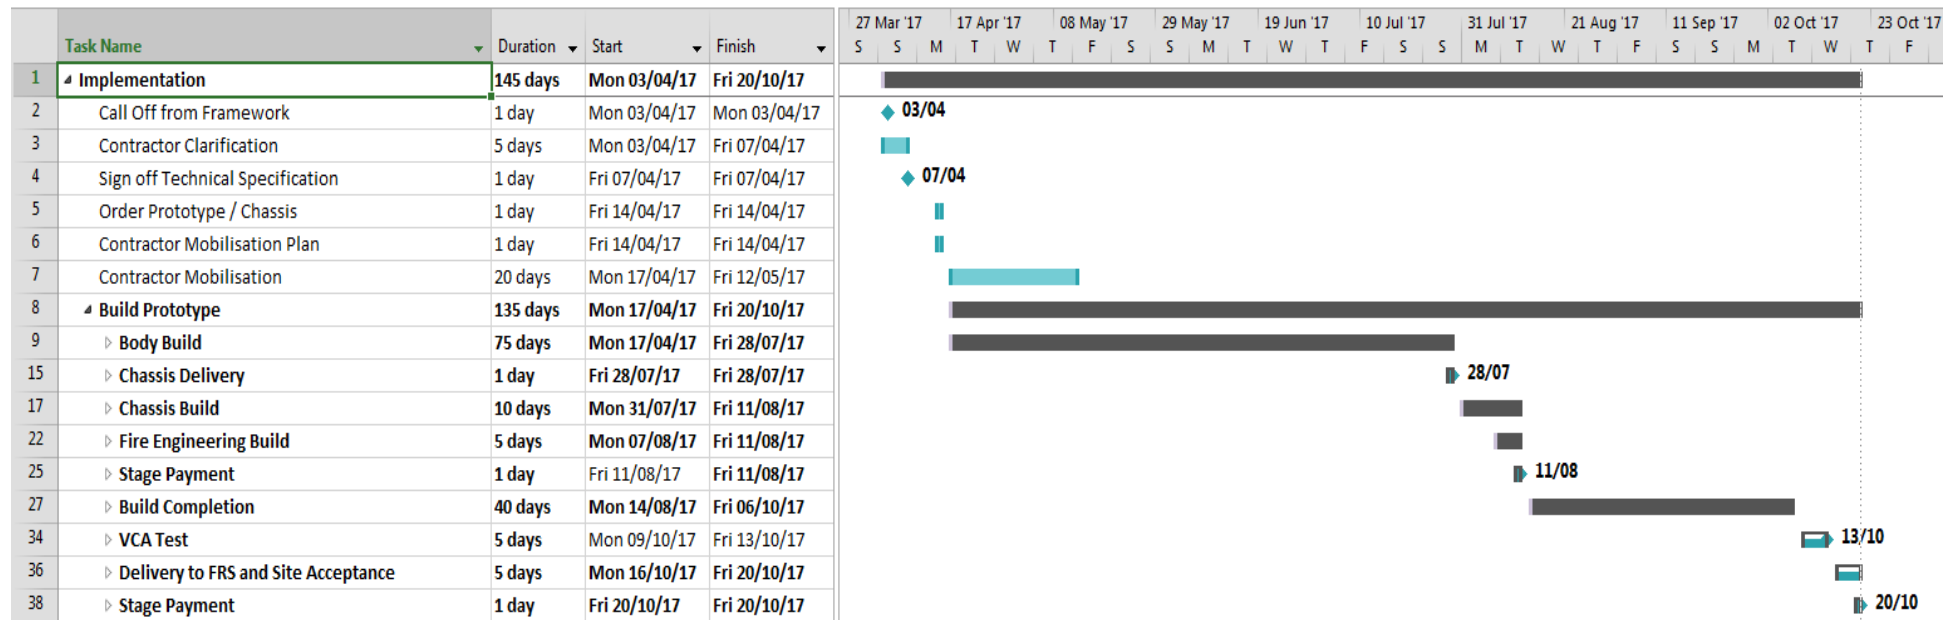 27 Mar '17 17 Apr '17 08 May '17 29 May '17 19 Jun '17 10 Jul '17 31 Jul '17 21 Aug '17 11 Sep '17 02 Oct '17 23 Oct '17
Task Name Duration Start Finish S S M T W T F S S M T W T F S S M T W T F S S M T W T F
1 Implementation 145 days Mon 03/04/17 Fri 20/10/17
2 Call Off from Framework 1 day Mon 03/04/17 Mon 03/04/17 03/04
3 Contractor Clarification 5 days Mon 03/04/17 Fri 07/04/17
4 Sign off Technical Specification 1 day Fri 07/04/17 Fri 07/04/17 07/04
5 Order Prototype / Chassis 1 day Fri 14/04/17 Fri 14/04/17
6 Contractor Mobilisation Plan 1 day Fri 14/04/17 Fri 14/04/17
7 Contractor Mobilisation 20 days Mon 17/04/17 Fri 12/05/17
8 Build Prototype 135 days Mon 17/04/17 Fri 20/10/17
9 Body Build 75 days Mon 17/04/17 Fri 28/07/17
15 Chassis Delivery 1 day Fri 28/07/17 Fri 28/07/17 28/07
17 Chassis Build 10 days Mon 31/07/17 Fri 11/08/17
22 Fire Engineering Build 5 days Mon 07/08/17 Fri 11/08/17
25 Stage Payment 1 day Fri 11/08/17 Fri 11/08/17 11/08
27 Build Completion 40 days Mon 14/08/17 Fri 06/10/17
34 VCA Test 5 days Mon 09/10/17 Fri 13/10/17 13/10
36 Delivery to FRS and Site Acceptance 5 days Mon 16/10/17 Fri 20/10/17
38 Stage Payment 1 day Fri 20/10/17 Fri 20/10/17 20/10